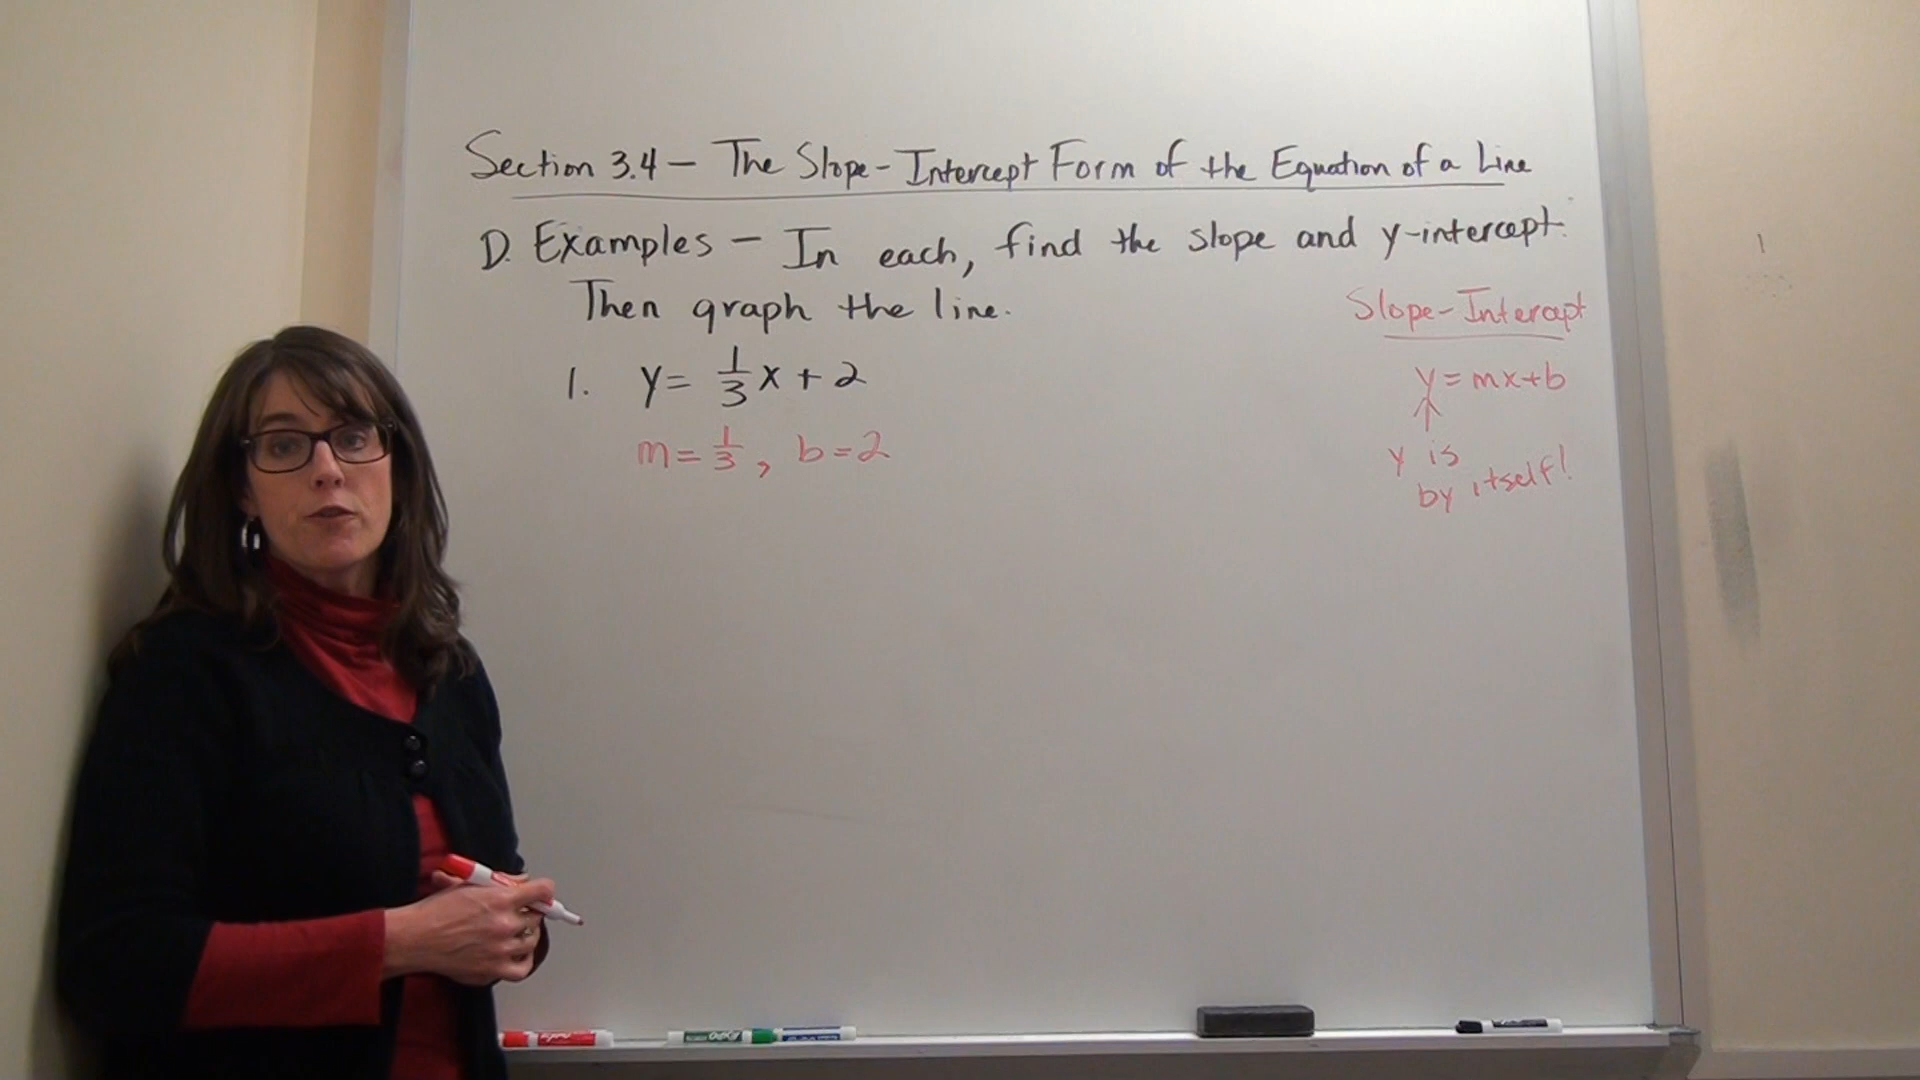 Section 3.4 – The Slope-Intercept Form of the Equation of a Line
D. Examples – In each, find the slope and y-intercept.
Then graph the line.
1. y = 1/3 x + 2
m = 1/3, b = 2
Slope-Intercept
y = mx+b
y is
by itself!